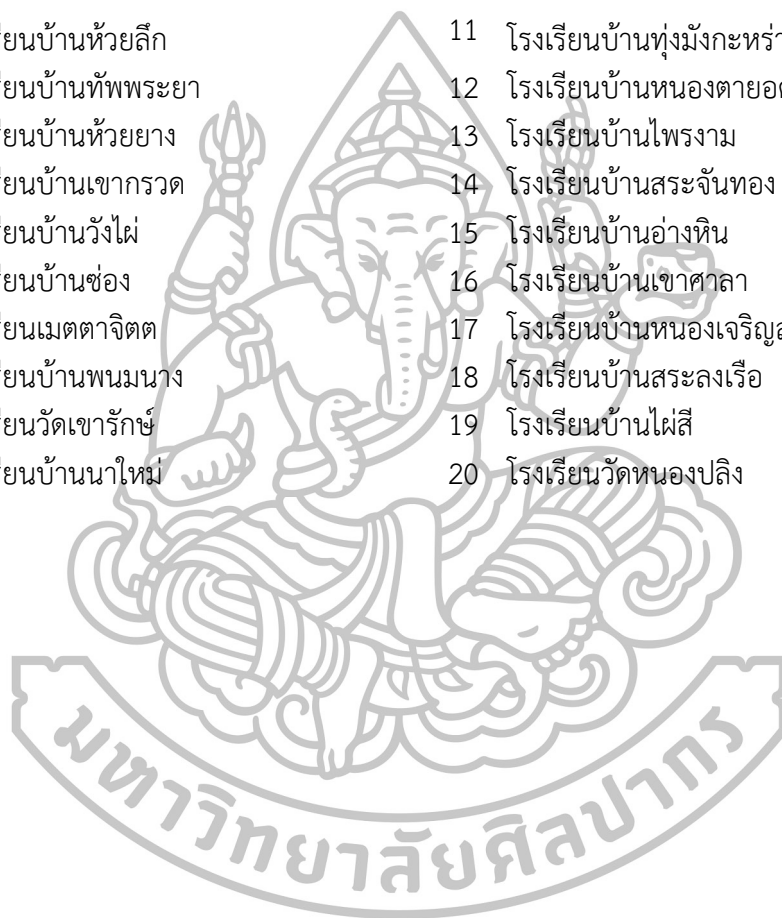 รียนบ้านห้วยลึก
รียนบ้านทัพพระยา
รียนบ้านห้วยยาง
รียนบ้านเขากรวด
รียนบ้านวังไผ่
รียนบ้านซ่อง
รียนเมตตาจิตต
รียนบ้านพนมนาง
รียนวัดเขารักษ์
รียนบ้านนาใหม่
11 โรงเรียนบ้านทุ่งมังกะหร่า
12 โรงเรียนบ้านหนองตายอ
13 โรงเรียนบ้านไพรงาม
14 โรงเรียนบ้านสระจันทอง
15 โรงเรียนบ้านอ่างหิน
16 โรงเรียนบ้านเขาศาลา
17 โรงเรียนบ้านหนองเจริญ
18 โรงเรียนบ้านสระลงเรือ
19 โรงเรียนบ้านไผ่สี
20 โรงเรียนวัดหนองปลิง
มหาวิทยาลัยศิลปากร